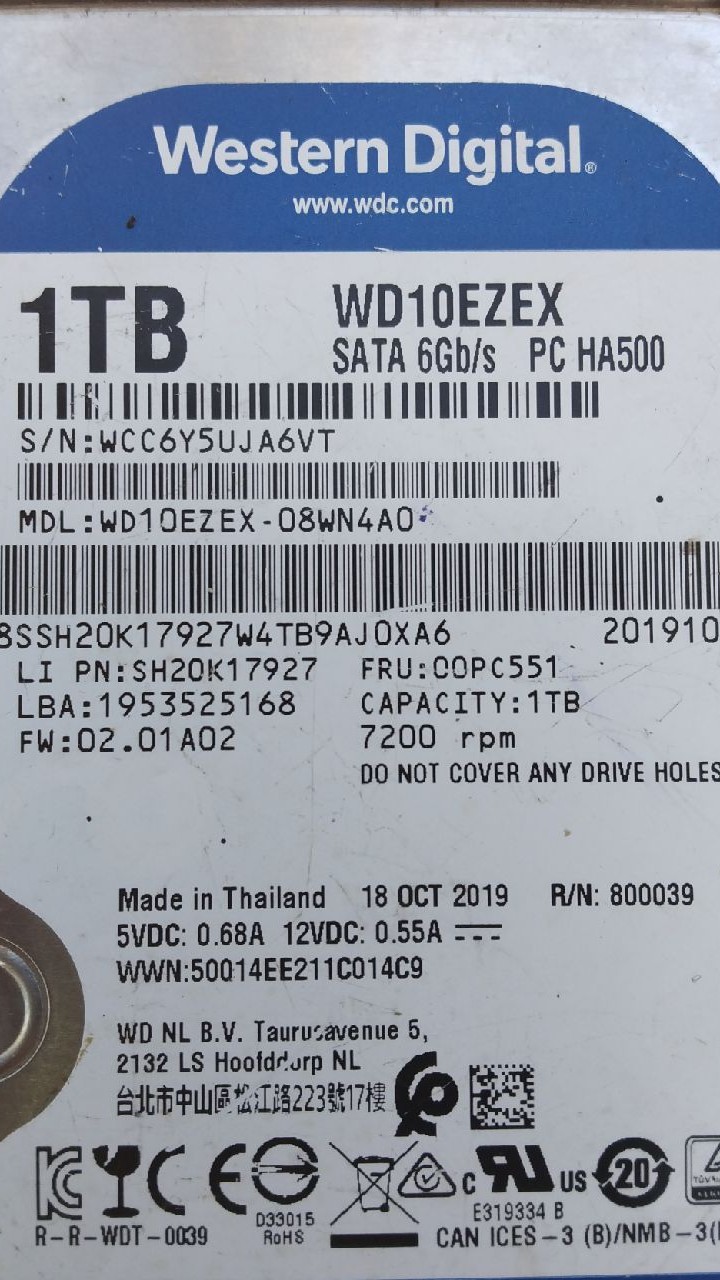 Western Digital®
www.wdc.com
1TB
WD10EZEX
SATA 6Gb/s PC HA500
S/N:WCC6Y5UJA6VT
MDL:WD10EZEX-08WN4A0
8SSH20K17927W4TB9AJ0XA6 201910
LI PN:SH20K17927 FRU:00PC551
LBA:1953525168 CAPACITY:1TB
FW:02.01A02 7200 rpm
DO NOT COVER ANY DRIVE HOLES
Made in Thailand 18 OCT 2019 R/N: 800039
5VDC: 0.68A 12VDC: 0.55A
WWN:50014EE211C014C9
WD NL B.V. Taurusavenue 5,
2132 LS Hoofddorp NL
台北市中山區松江路223號17樓
C UL US 20
R-R-WDT-0039 D33015 RoHS E319334 B
CAN ICES-3 (B)/NMB-3(